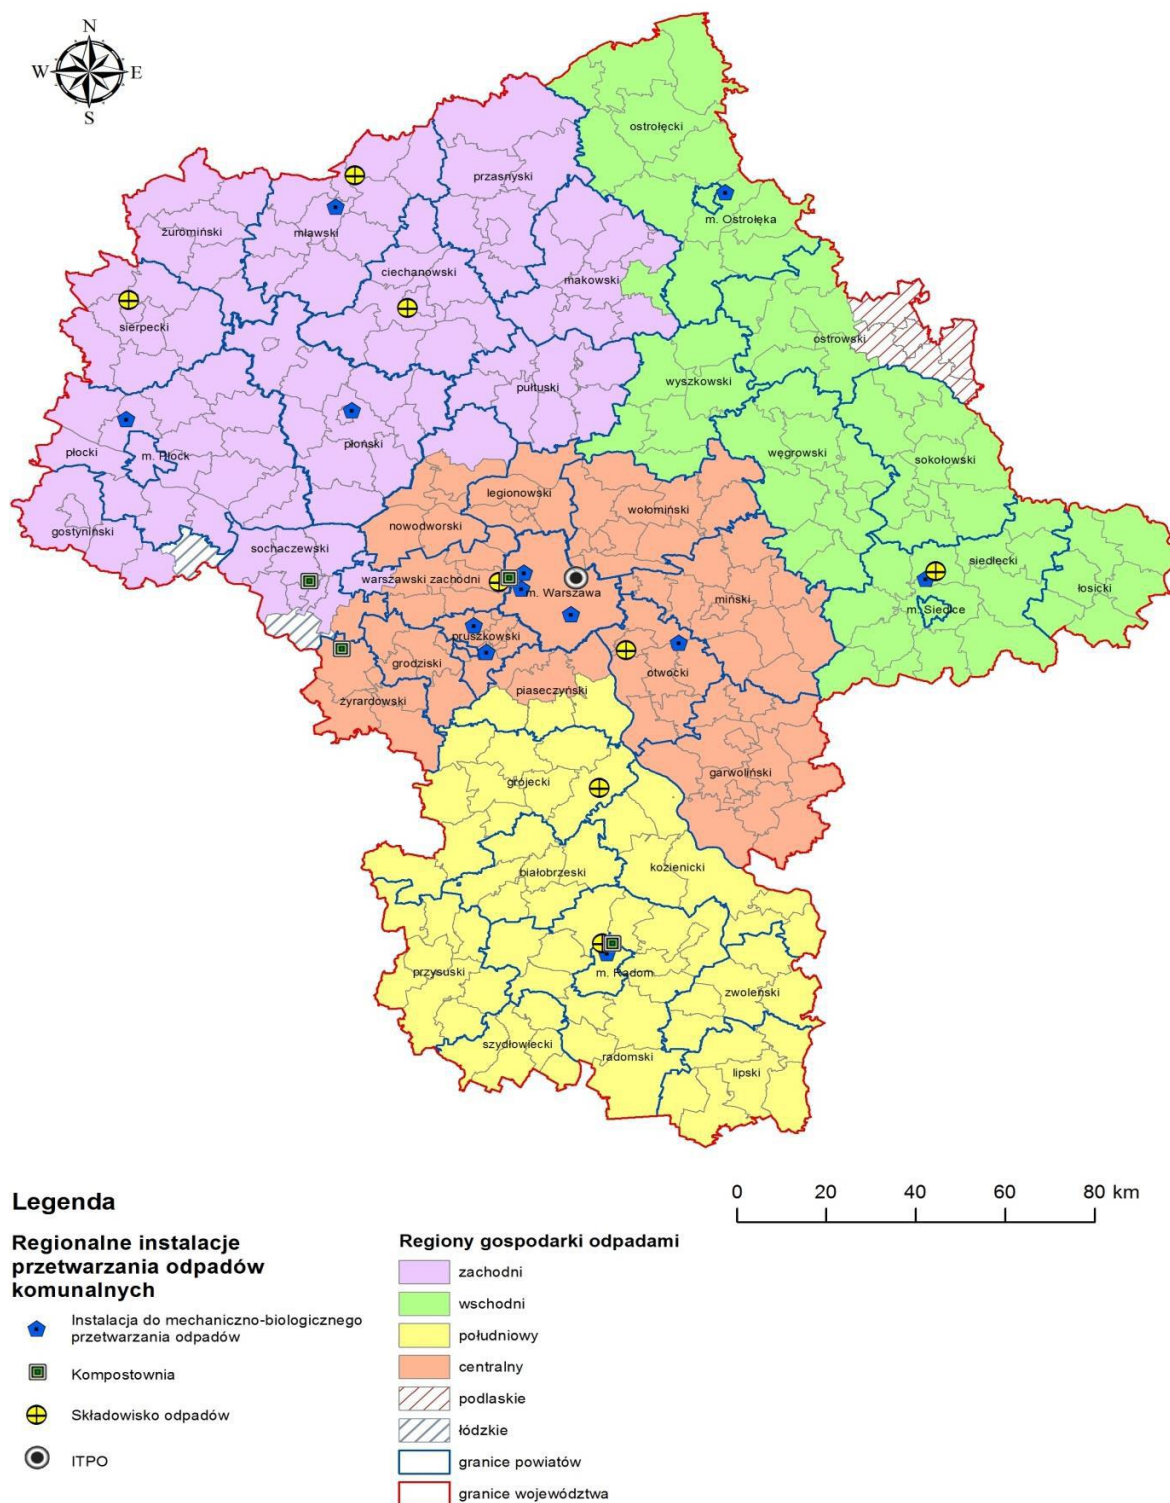 N
W E
S
ostrołęcki
przasnyski
m. Ostrołęka
żuromiński
mławski
ciechanowski
makowski
sierpecki
ostrowski
wyszkowski
pułtuski
płocki
m. Płock
płoński
węgrowski
sokołowski
legionowski
wołomiński
nowodworski
gostyniński
sochaczewski
warszawski zachodni
siedlecki
łosicki
m. Warszawa
miński
m. Siedlce
pruszkowski
grodziski
otwocki
żyrardowski
piaseczyński
garwoliński
grójecki
białobrzeski
kozienicki
przysuski
m. Radom
zwoleński
szydłowiecki
radomski
lipski
Legenda
0 20 40 60 80 km
Regionalne instalacje
przetwarzania odpadów
komunalnych
Instalacja do mechaniczno-biologicznego
przetwarzania odpadów
Kompostownia
Składowisko odpadów
ITPO
Regiony gospodarki odpadami
zachodni
wschodni
południowy
centralny
podlaskie
łódzkie
granice powiatów
granice województwa